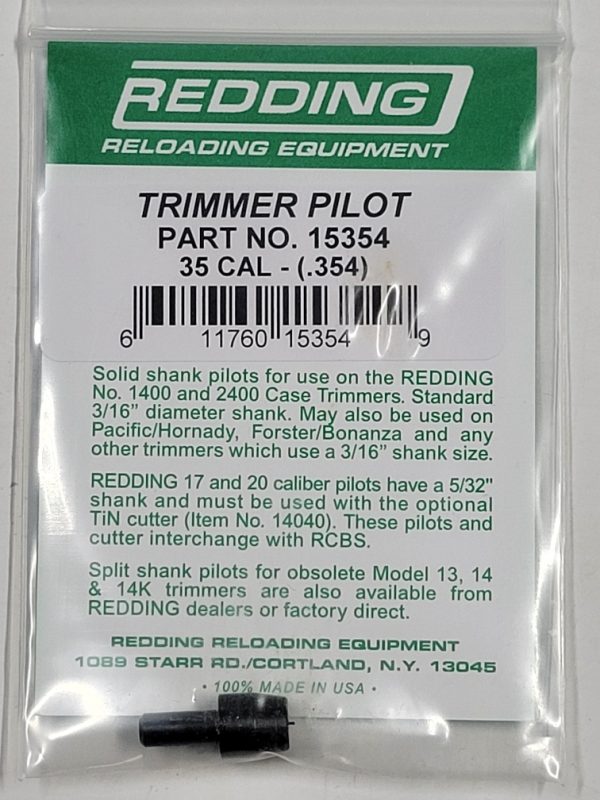 REDDING
RELOADING EQUIPMENT
TRIMMER PILOT
PART NO. 15354
35 CAL - (.354)
6 11760 15354 9
Solid shank pilots for use on the REDDING
No. 1400 and 2400 Case Trimmers. Standard
3/16” diameter shank. May also be used on
Pacific/Hornady, Forster/Bonanza and any
other trimmers which use a 3/16” shank size.
REDDING 17 and 20 caliber pilots have a 5/32"
shank and must be used with the optional
TiN cutter (Item No. 14040). These pilots and
cutter interchange with RCBS.
Split shank pilots for obsolete Model 13, 14
& 14K trimmers are also available from
REDDING dealers or factory direct.
REDDING RELOADING EQUIPMENT
1089 STARR RD./CORTLAND, N.Y. 13045
• 100% MADE IN USA •